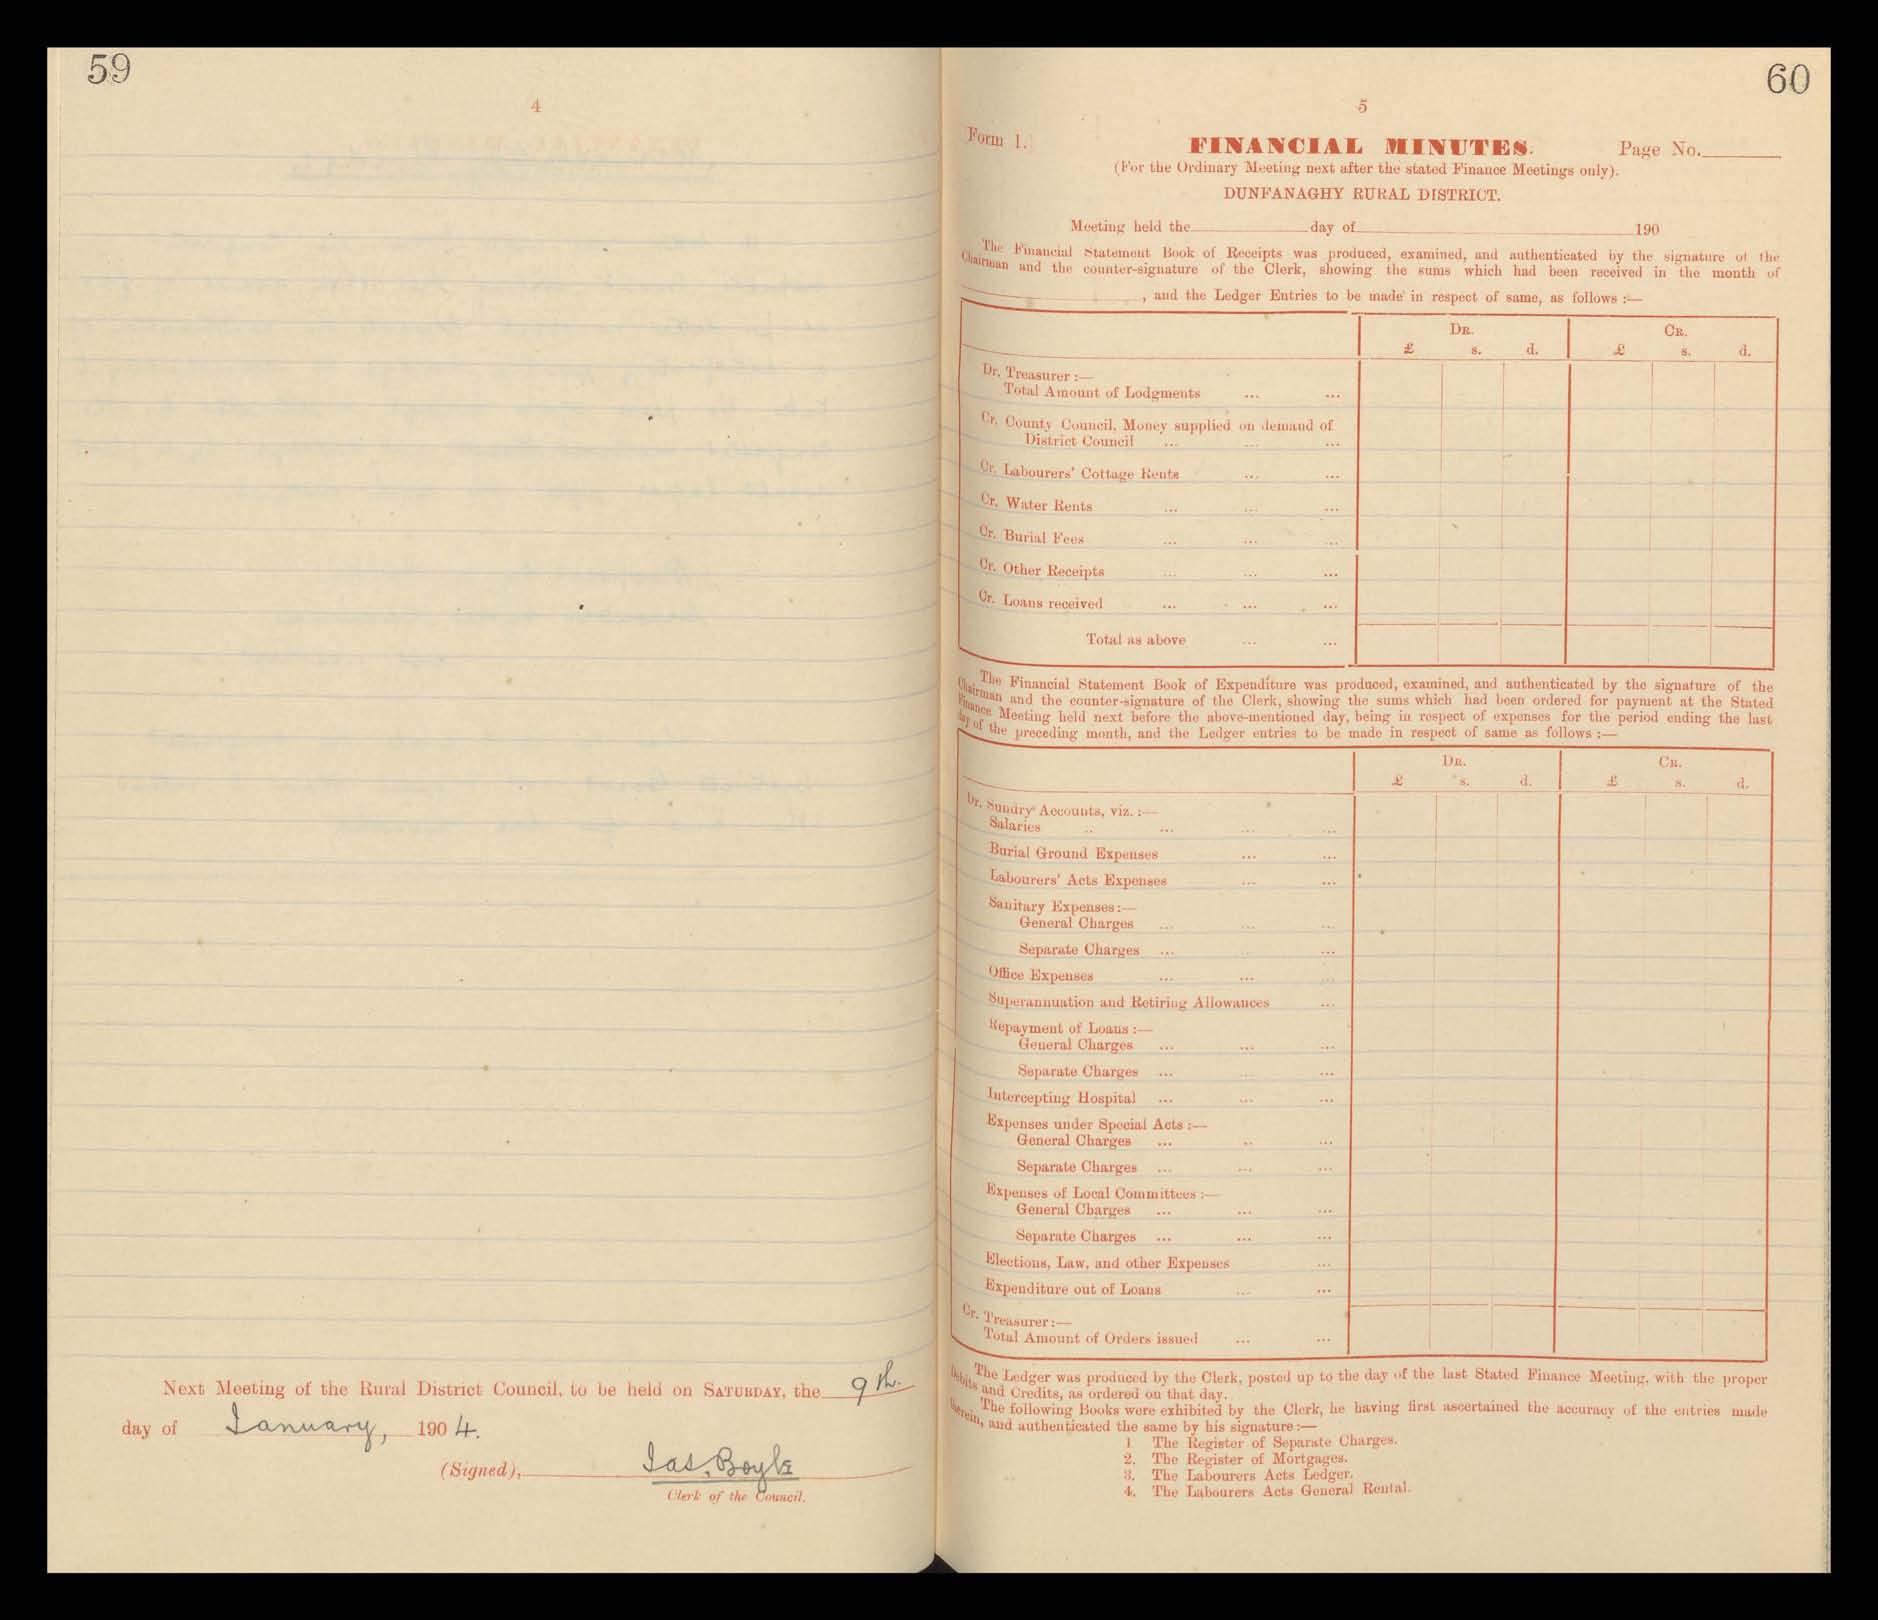 59
4
Next Meeting of the Rural District Council, to be held on SATURDAY, the 9th.
day of January, 1904.
(Signed), Jas. Boyle
Clerk of the Council.
60
5
Form 1.
FINANCIAL MINUTES. Page No.
(For the Ordinary Meeting next after the stated Finance Meetings only).
DUNFANAGHY RURAL DISTRICT.
Meeting held the day of 190
The Financial Statement Book of Receipts was produced, examined, and authenticated by the signature of the
Chairman and the counter-signature of the Clerk, showing the sums which had been received in the month of
, and the Ledger Entries to be made in respect of same, as follows :—
DR. CR.
£ s. d. £ s. d.
Dr. Treasurer :—
Total Amount of Lodgments ... ...
Cr. County Council, Money supplied on demand of
District Council ... ... ...
Cr. Labourers' Cottage Rents ... ...
Cr. Water Rents ... ... ...
Cr. Burial Fees ... ... ...
Cr. Other Receipts ... ... ...
Cr. Loans received ... ... ...
Total as above ... ...
The Financial Statement Book of Expenditure was produced, examined, and authenticated by the signature of the
Chairman and the counter-signature of the Clerk, showing the sums which had been ordered for payment at the Stated
Finance Meeting held next before the above-mentioned day, being in respect of expenses for the period ending the last
day of the preceding month, and the Ledger entries to be made in respect of same as follows :—
DR. CR.
£ s. d. £ s. d.
Dr. Sundry Accounts, viz. :—
Salaries .. ... ... ...
Burial Ground Expenses ... ...
Labourers' Acts Expenses ... ...
Sanitary Expenses :—
General Charges ... ... ...
Separate Charges ... ... ...
Office Expenses ... ... ...
Superannuation and Retiring Allowances ...
Repayment of Loans :—
General Charges ... ... ...
Separate Charges ... ... ...
Intercepting Hospital ... ... ...
Expenses under Special Acts :—
General Charges ... .. ...
Separate Charges ... ... ...
Expenses of Local Committees :—
General Charges ... ... ...
Separate Charges ... ... ...
Elections, Law, and other Expenses ...
Expenditure out of Loans ... ...
Cr. Treasurer :—
Total Amount of Orders issued ... ...
The Ledger was produced by the Clerk, posted up to the day of the last Stated Finance Meeting, with the proper
Debits and Credits, as ordered on that day.
The following Books were exhibited by the Clerk, he having first ascertained the accuracy of the entries made
therein, and authenticated the same by his signature :—
1 The Register of Separate Charges.
2. The Register of Mortgages.
3. The Labourers Acts Ledger.
4. The Labourers Acts General Rental.